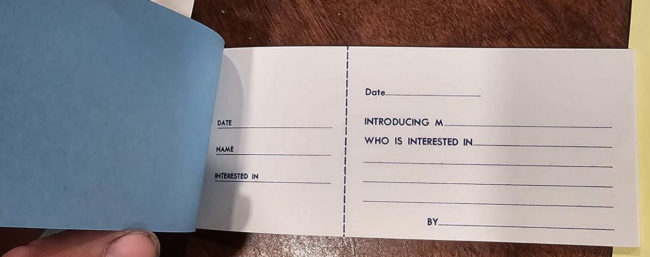 DATE
NAME
INTERESTED IN
Date
INTRODUCING M
WHO IS INTERESTED IN
BY